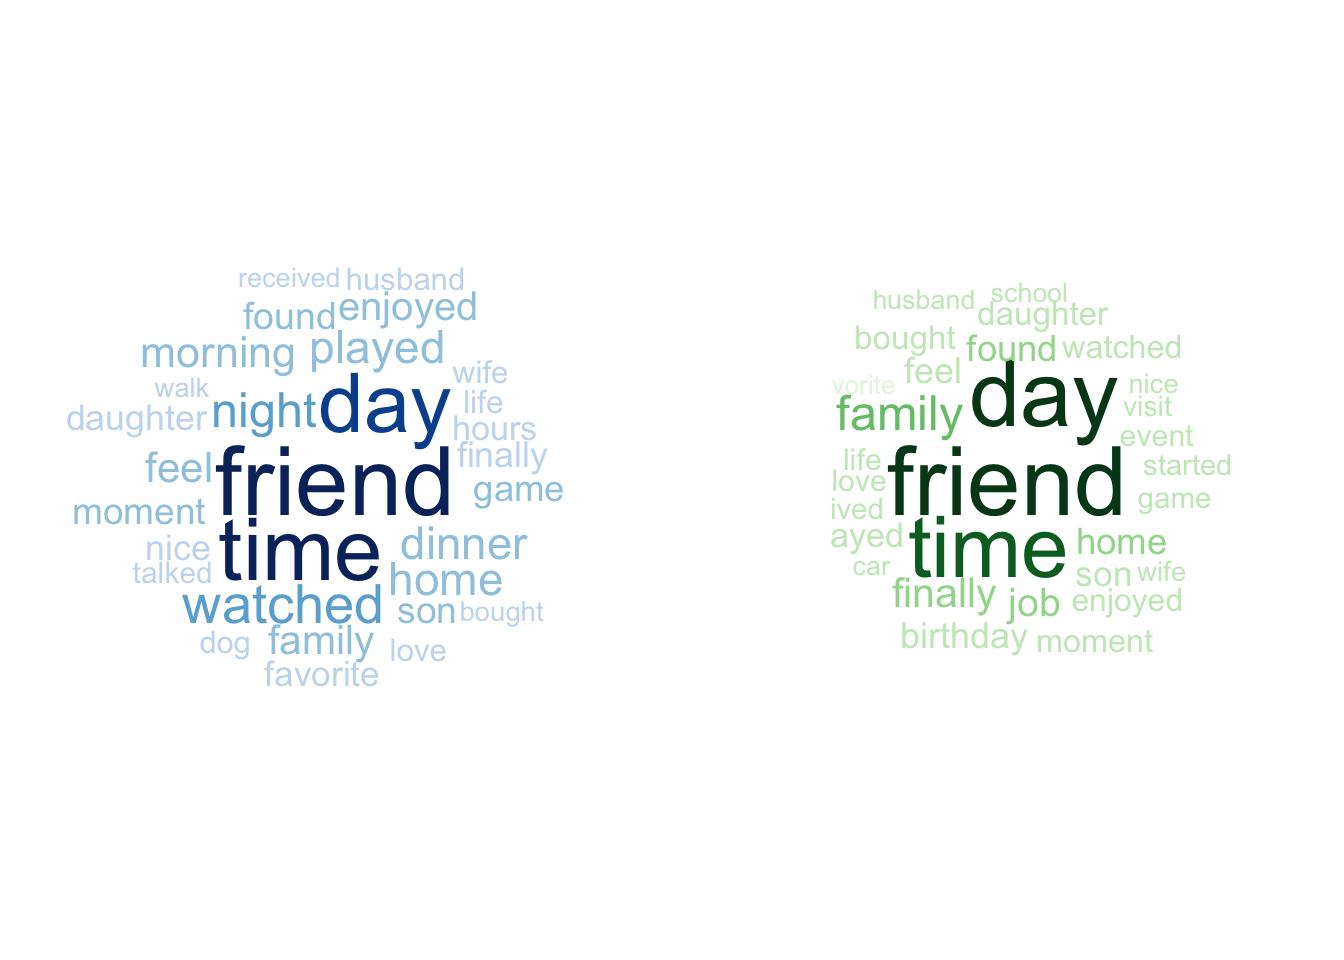 received husband
found enjoyed
morning played
walk wife
daughter night day life
hours
feel friend finally
moment game
nice time dinner
talked home
watched son bought
dog family love
favorite
husband school
daughter
bought found watched
vorite feel day nice
family visit
event
life friend started
love game
ived
ayed time home
car son wife
finally job enjoyed
birthday moment